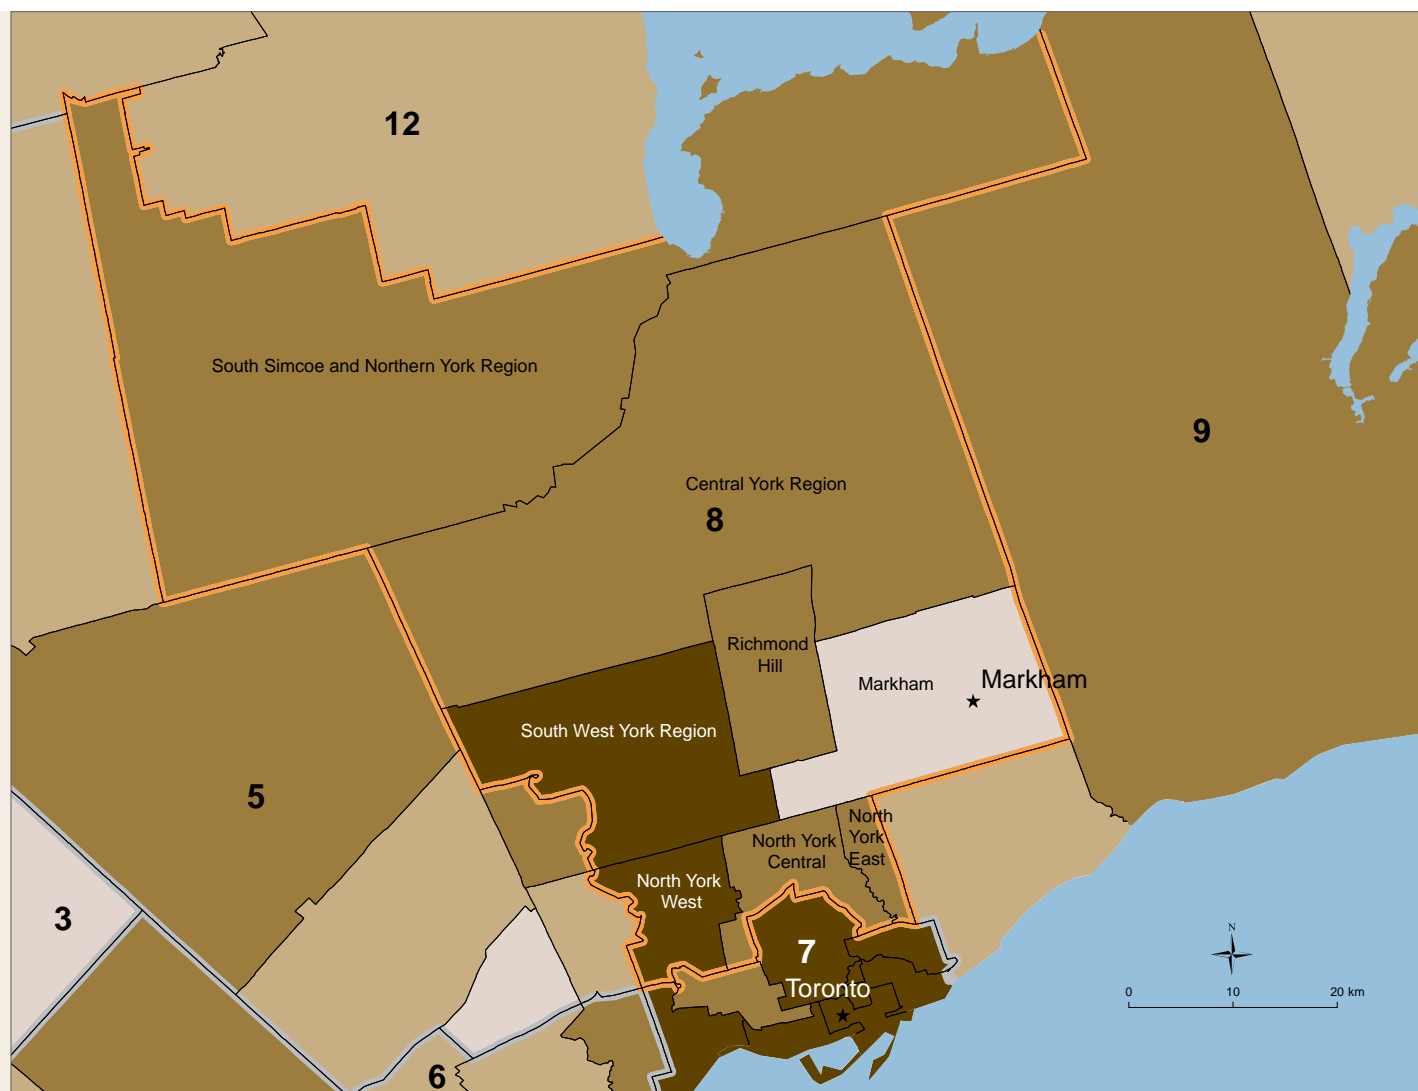 12
South Simcoe and Northern York Region
9
Central York Region
8
Richmond
Hill
Markham
Markham
South West York Region
5
North
York
East
North York
Central
North York
West
3
7
Toronto
N
0 10 20 km
6